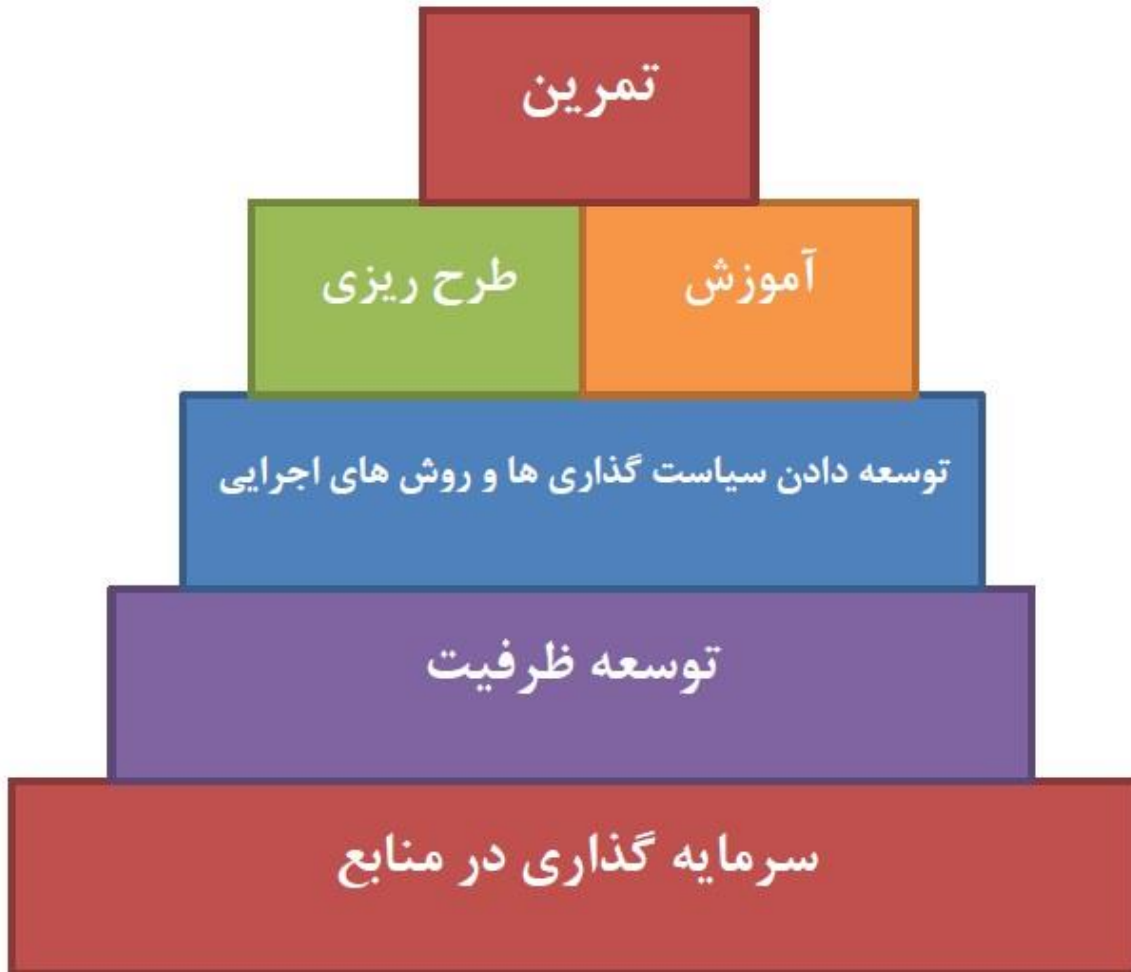 تمرین
آموزش
طرح ریزی
توسعه دادن سیاست گذاری ها و روش های اجرایی
توسعه ظرفیت
سرمایه گذاری در منابع